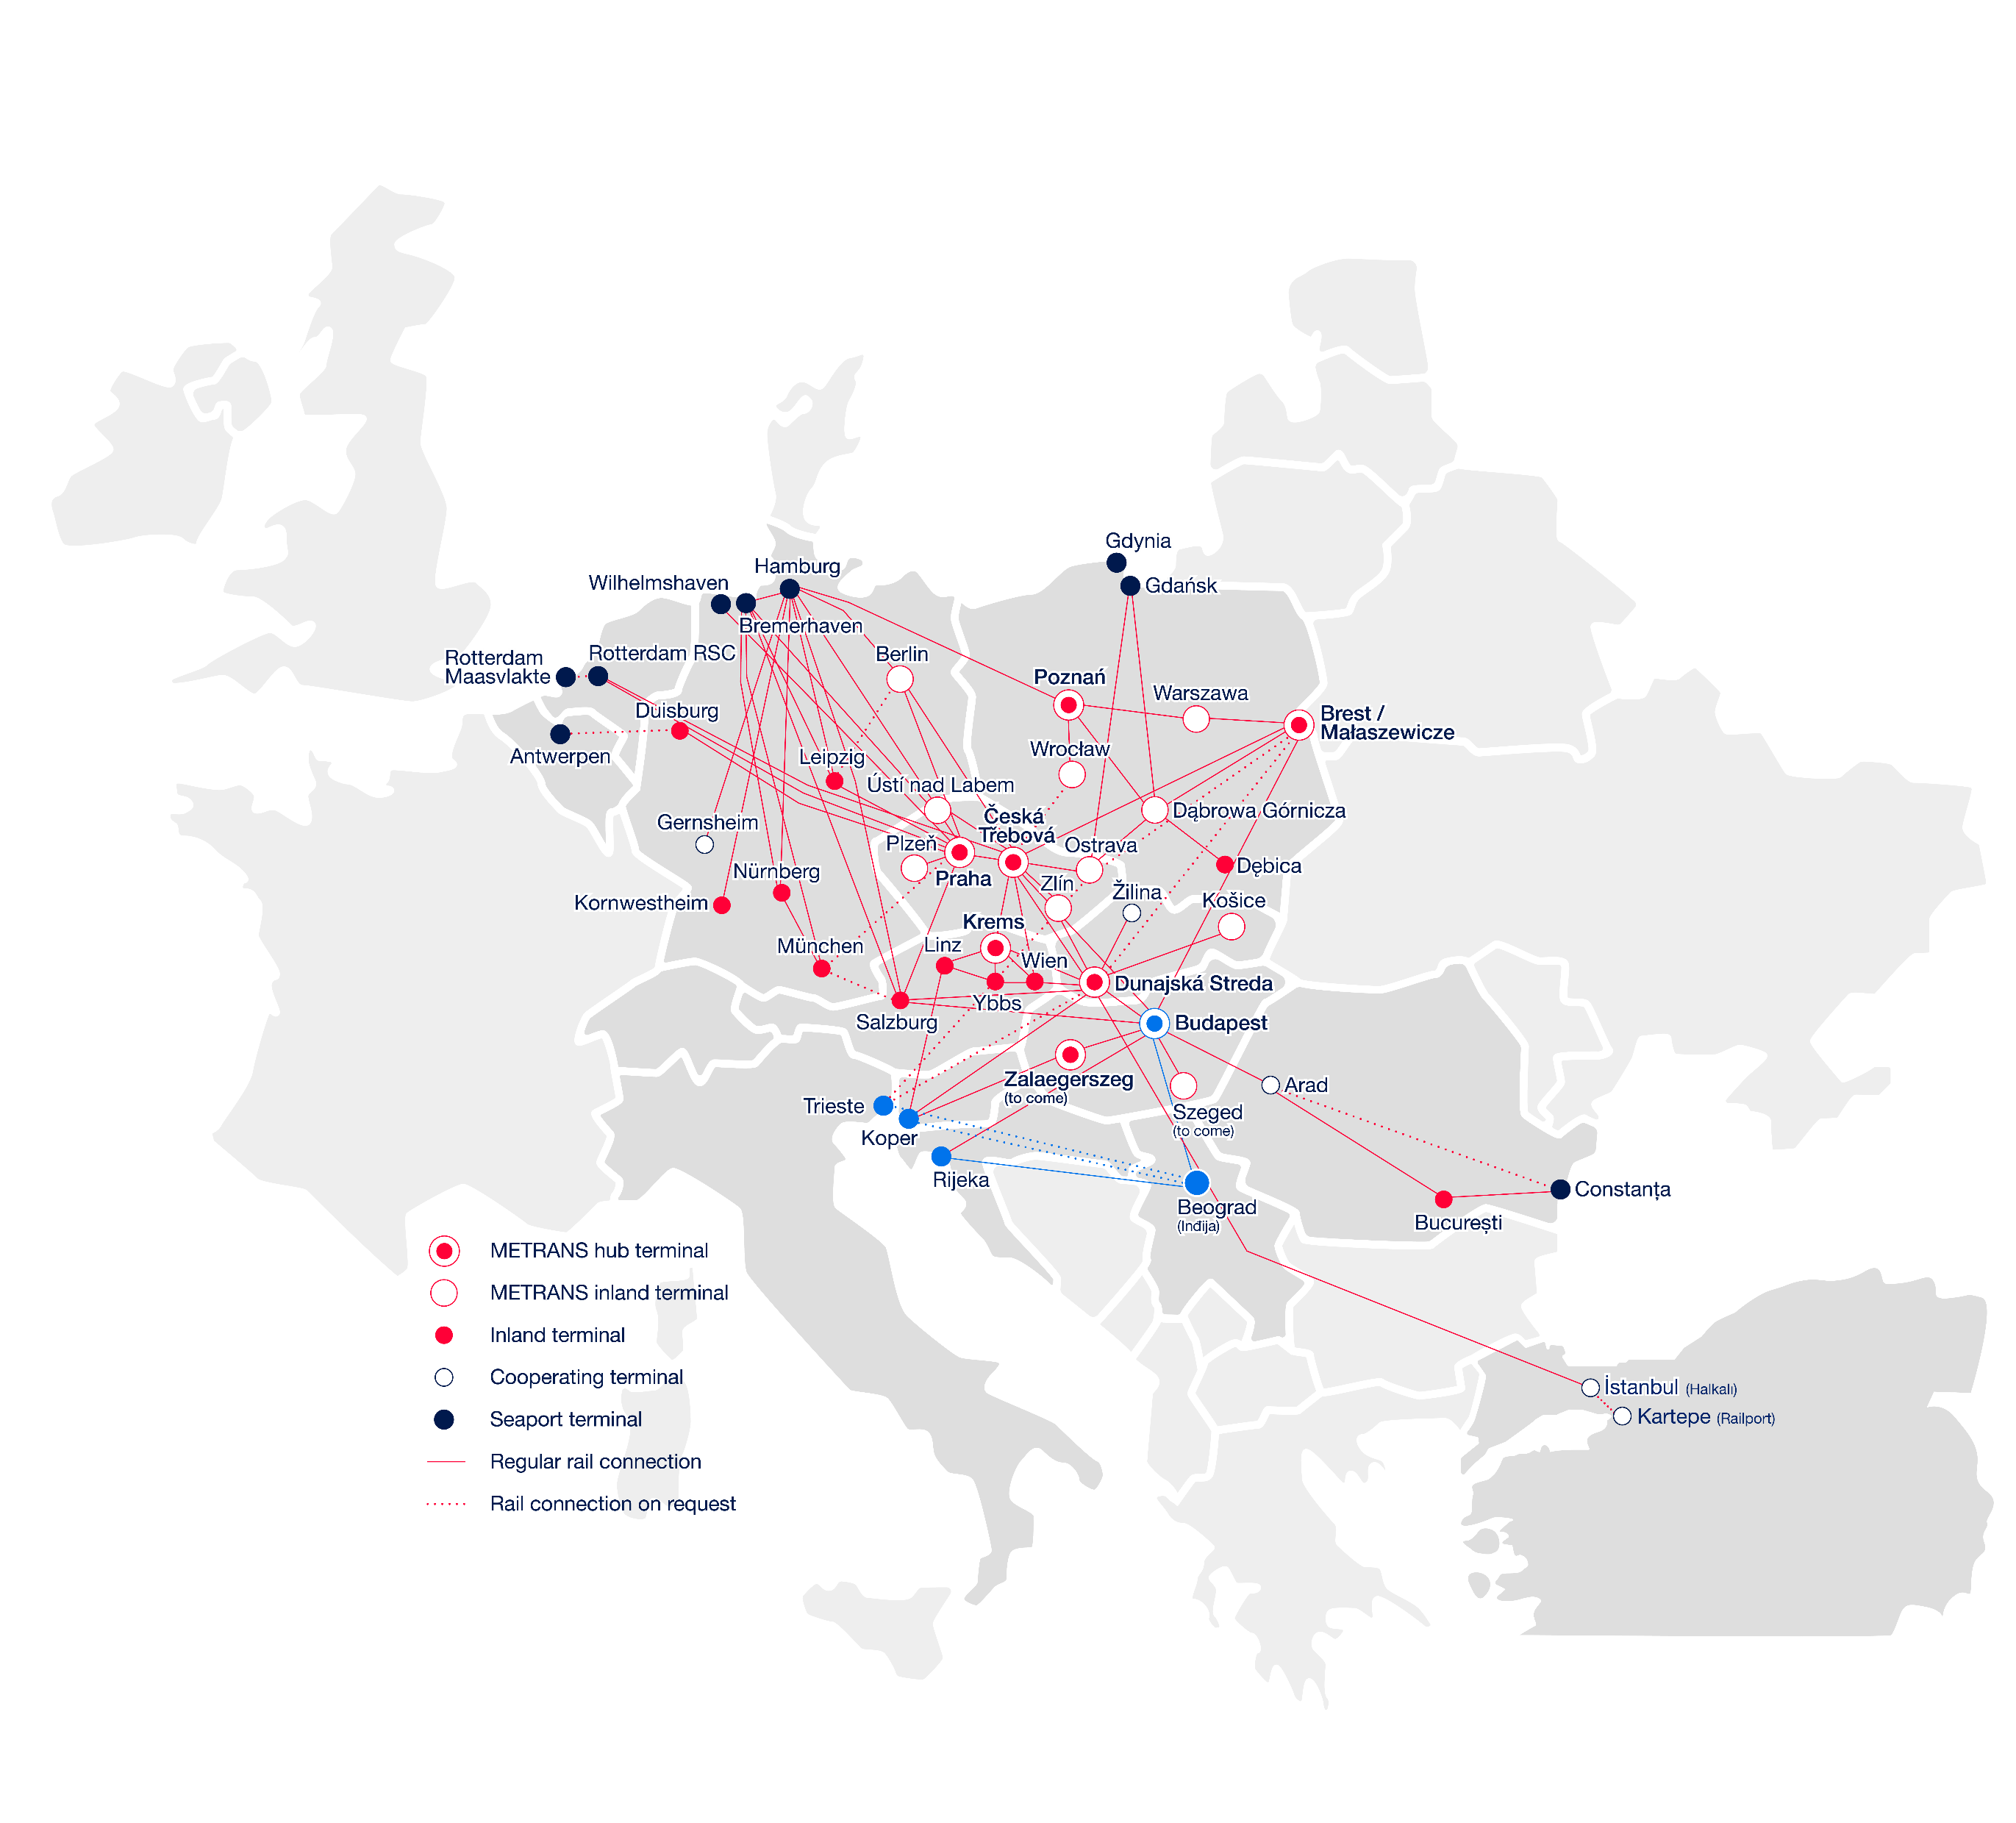 Gdynia
Hamburg
Wilhelmshaven
Gdańsk
Bremerhaven
Rotterdam RSC
Berlin
Rotterdam
Maasvlakte
Poznań
Warszawa
Duisburg
Brest /
Małaszewicze
Antwerpen
Leipzig
Wrocław
Ústí nad Labem
Dąbrowa Górnicza
Česká
Třebová
Gernsheim
Plzeň
Ostrava
Dębica
Nürnberg
Praha
Zlín
Žilina
Košice
Kornwestheim
Krems
München
Linz
Wien
Dunajská Streda
Ybbs
Salzburg
Budapest
Zalaegerszeg
(to come)
Arad
Trieste
Szeged
(to come)
Koper
Rijeka
Constanța
Beograd
(Inđija)
București
METRANS hub terminal
METRANS inland terminal
Inland terminal
Cooperating terminal
Seaport terminal
Regular rail connection
Rail connection on request
İstanbul (Halkalı)
Kartepe (Railport)